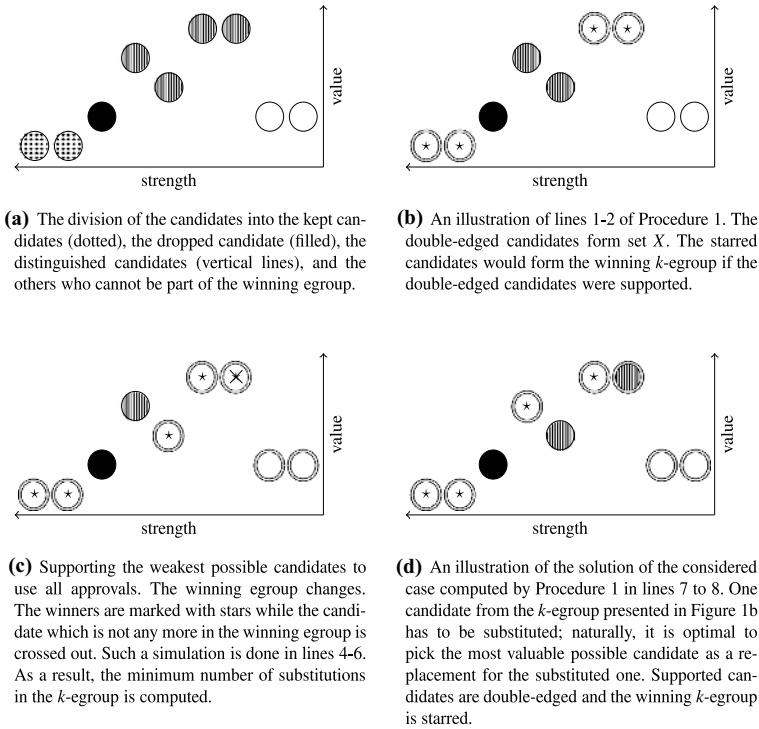 value
strength
value
strength
(a) The division of the candidates into the kept can-
didates (dotted), the dropped candidate (filled), the
distinguished candidates (vertical lines), and the
others who cannot be part of the winning egroup.
(b) An illustration of lines 1-2 of Procedure 1. The
double-edged candidates form set X. The starred
candidates would form the winning k-egroup if the
double-edged candidates were supported.
value
strength
value
strength
(c) Supporting the weakest possible candidates to
use all approvals. The winning egroup changes.
The winners are marked with stars while the candi-
date which is not any more in the winning egroup is
crossed out. Such a simulation is done in lines 4-6.
As a result, the minimum number of substitutions
in the k-egroup is computed.
(d) An illustration of the solution of the considered
case computed by Procedure 1 in lines 7 to 8. One
candidate from the k-egroup presented in Figure 1b
has to be substituted; naturally, it is optimal to
pick the most valuable possible candidate as a re-
placement for the substituted one. Supported can-
didates are double-edged and the winning k-egroup
is starred.